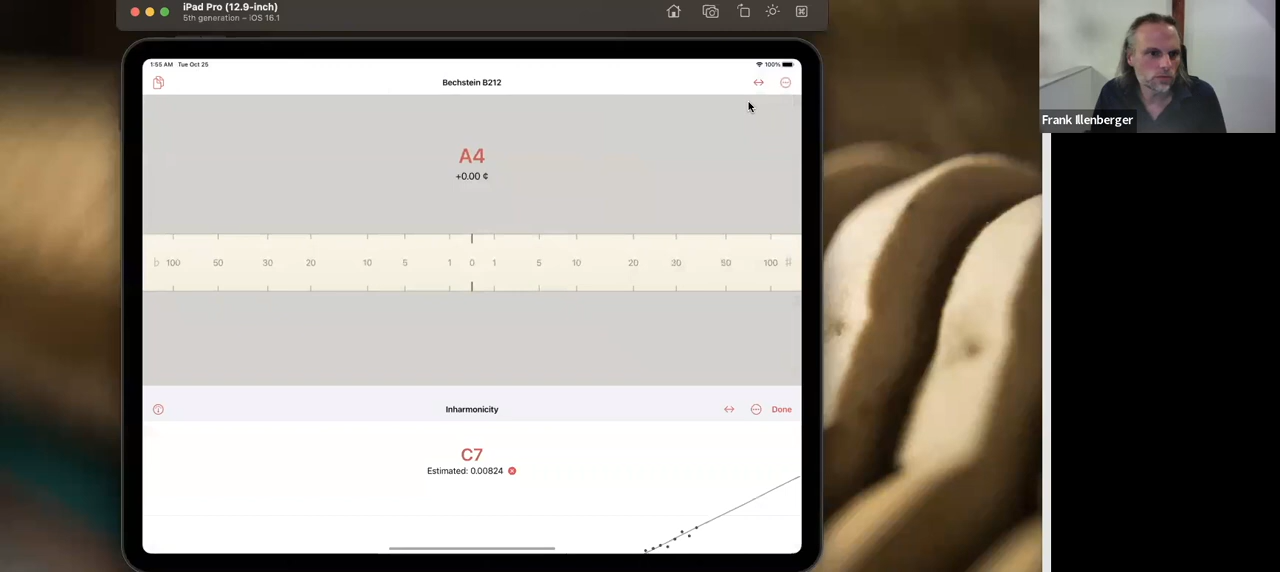 iPad Pro (12.9-inch)
5th generation – iOS 16.1
1:55 AM Tue Oct 25
100%
Bechstein B212
A4
+0.00 ¢
b 100 50 30 20 10 5 1 0 1 5 10 20 30 50 100 #
Inharmonicity
Done
C7
Estimated: 0.00824
Frank Illenberger